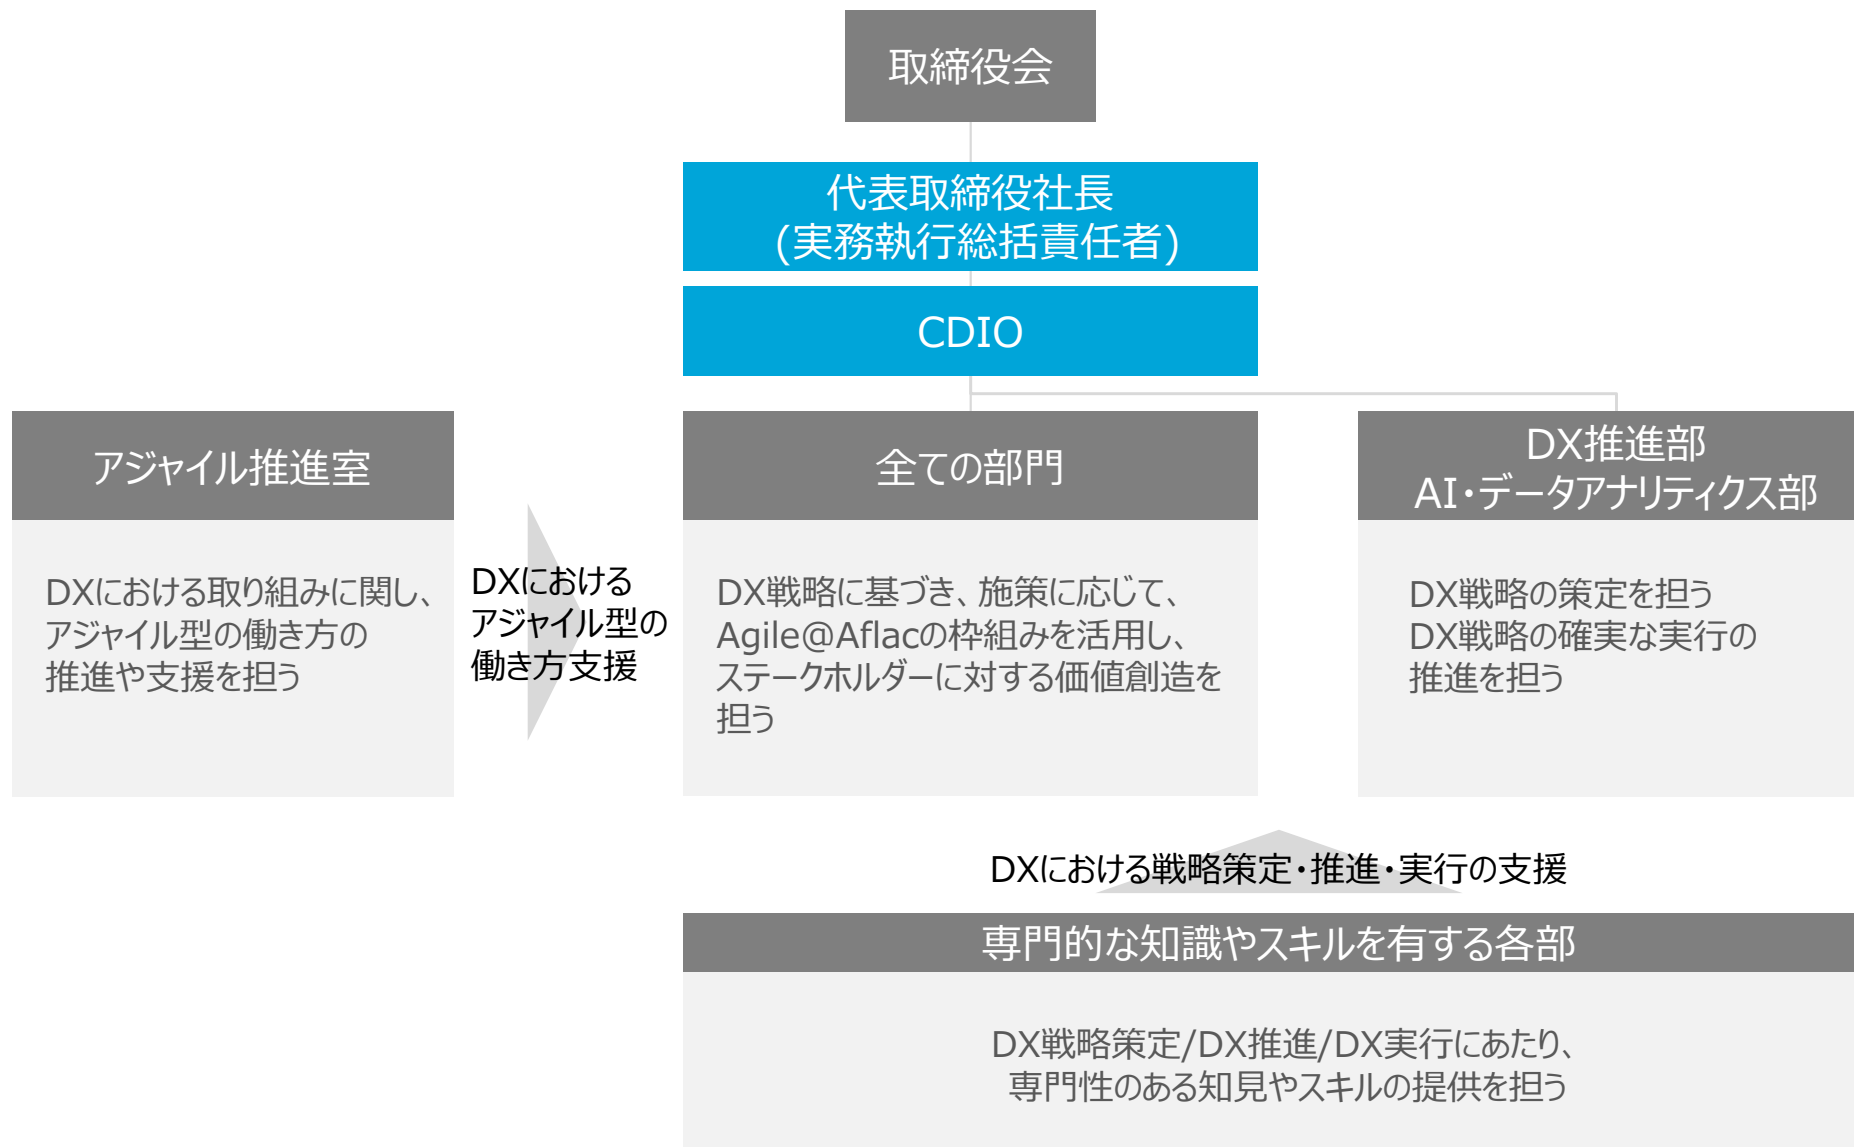 取締役会
代表取締役社長
(実務執行総括責任者)
CDIO
アジャイル推進室
DXにおける取り組みに関し、
アジャイル型の働き方の
推進や支援を担う
DXにおける
アジャイル型の
働き方支援
全ての部門
DX戦略に基づき、施策に応じて、
Agile@Aflacの枠組みを活用し、
ステークホルダーに対する価値創造を
担う
DX推進部
AI・データアナリティクス部
DX戦略の策定を担う
DX戦略の確実な実行の
推進を担う
DXにおける戦略策定・推進・実行の支援
専門的な知識やスキルを有する各部
DX戦略策定/DX推進/DX実行にあたり、
専門性のある知見やスキルの提供を担う